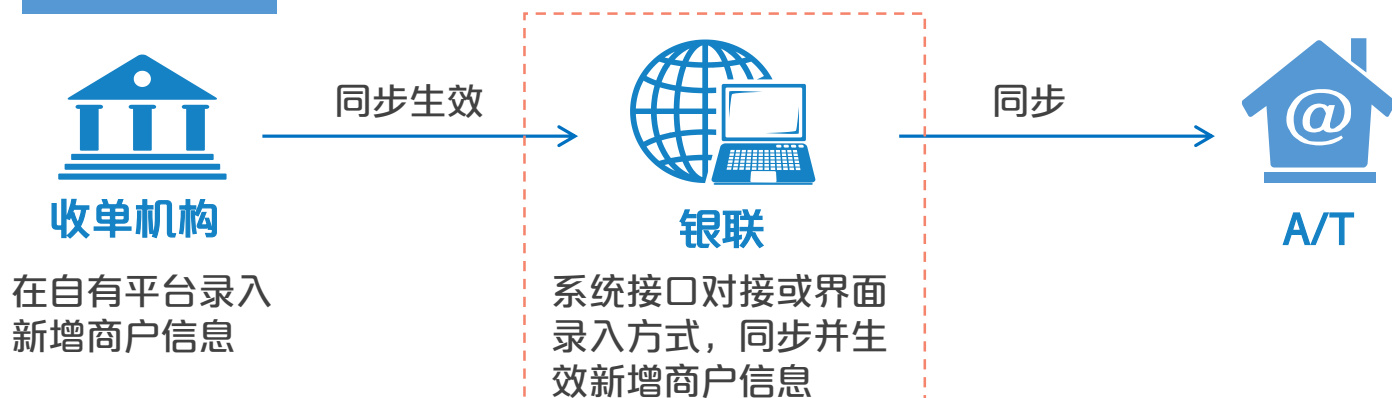 同步生效
同步
@
收单机构
银联
A/T
在自有平台录入
新增商户信息
系统接口对接或界面
录入方式，同步并生
效新增商户信息